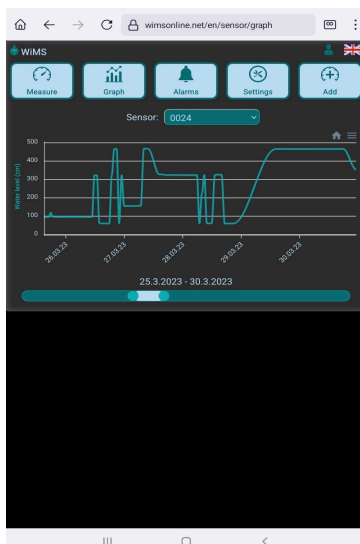 wimsonline.net/en/sensor/graph
WIMS
Measure
Graph
Alarms
Settings
Add
Sensor: 0024
Water level (cm)
500
400
300
200
100
0
26.03.23
27.03.23
28.03.23
29.03.23
30.03.23
25.3.2023 - 30.3.2023